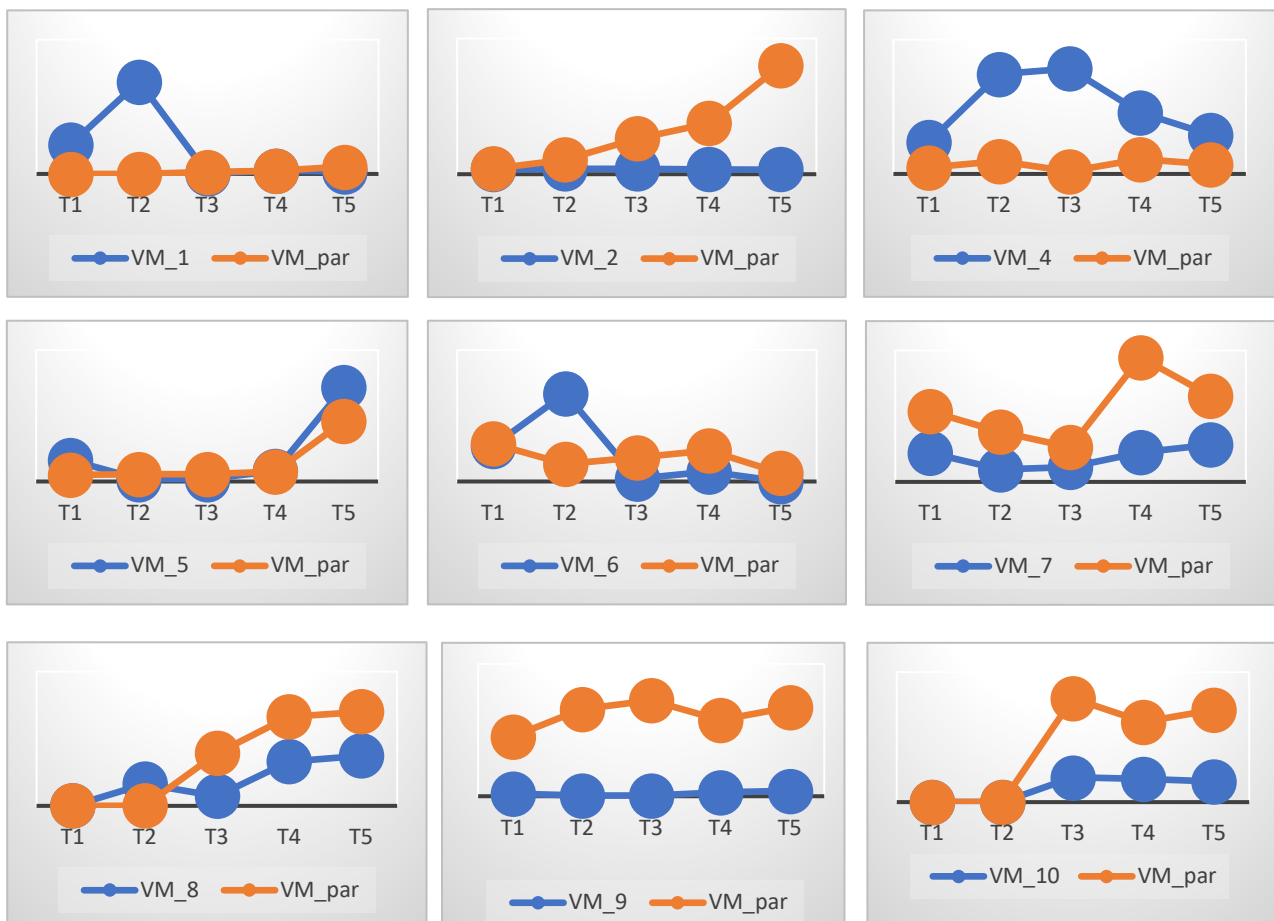 T1 T2 T3 T4 T5
VM_1 VM_par
T1 T2 T3 T4 T5
VM_2 VM_par
T1 T2 T3 T4 T5
VM_4 VM_par
T1 T2 T3 T4 T5
VM_5 VM_par
T1 T2 T3 T4 T5
VM_6 VM_par
T1 T2 T3 T4 T5
VM_7 VM_par
T1 T2 T3 T4 T5
VM_8 VM_par
T1 T2 T3 T4 T5
VM_9 VM_par
T1 T2 T3 T4 T5
VM_10 VM_par